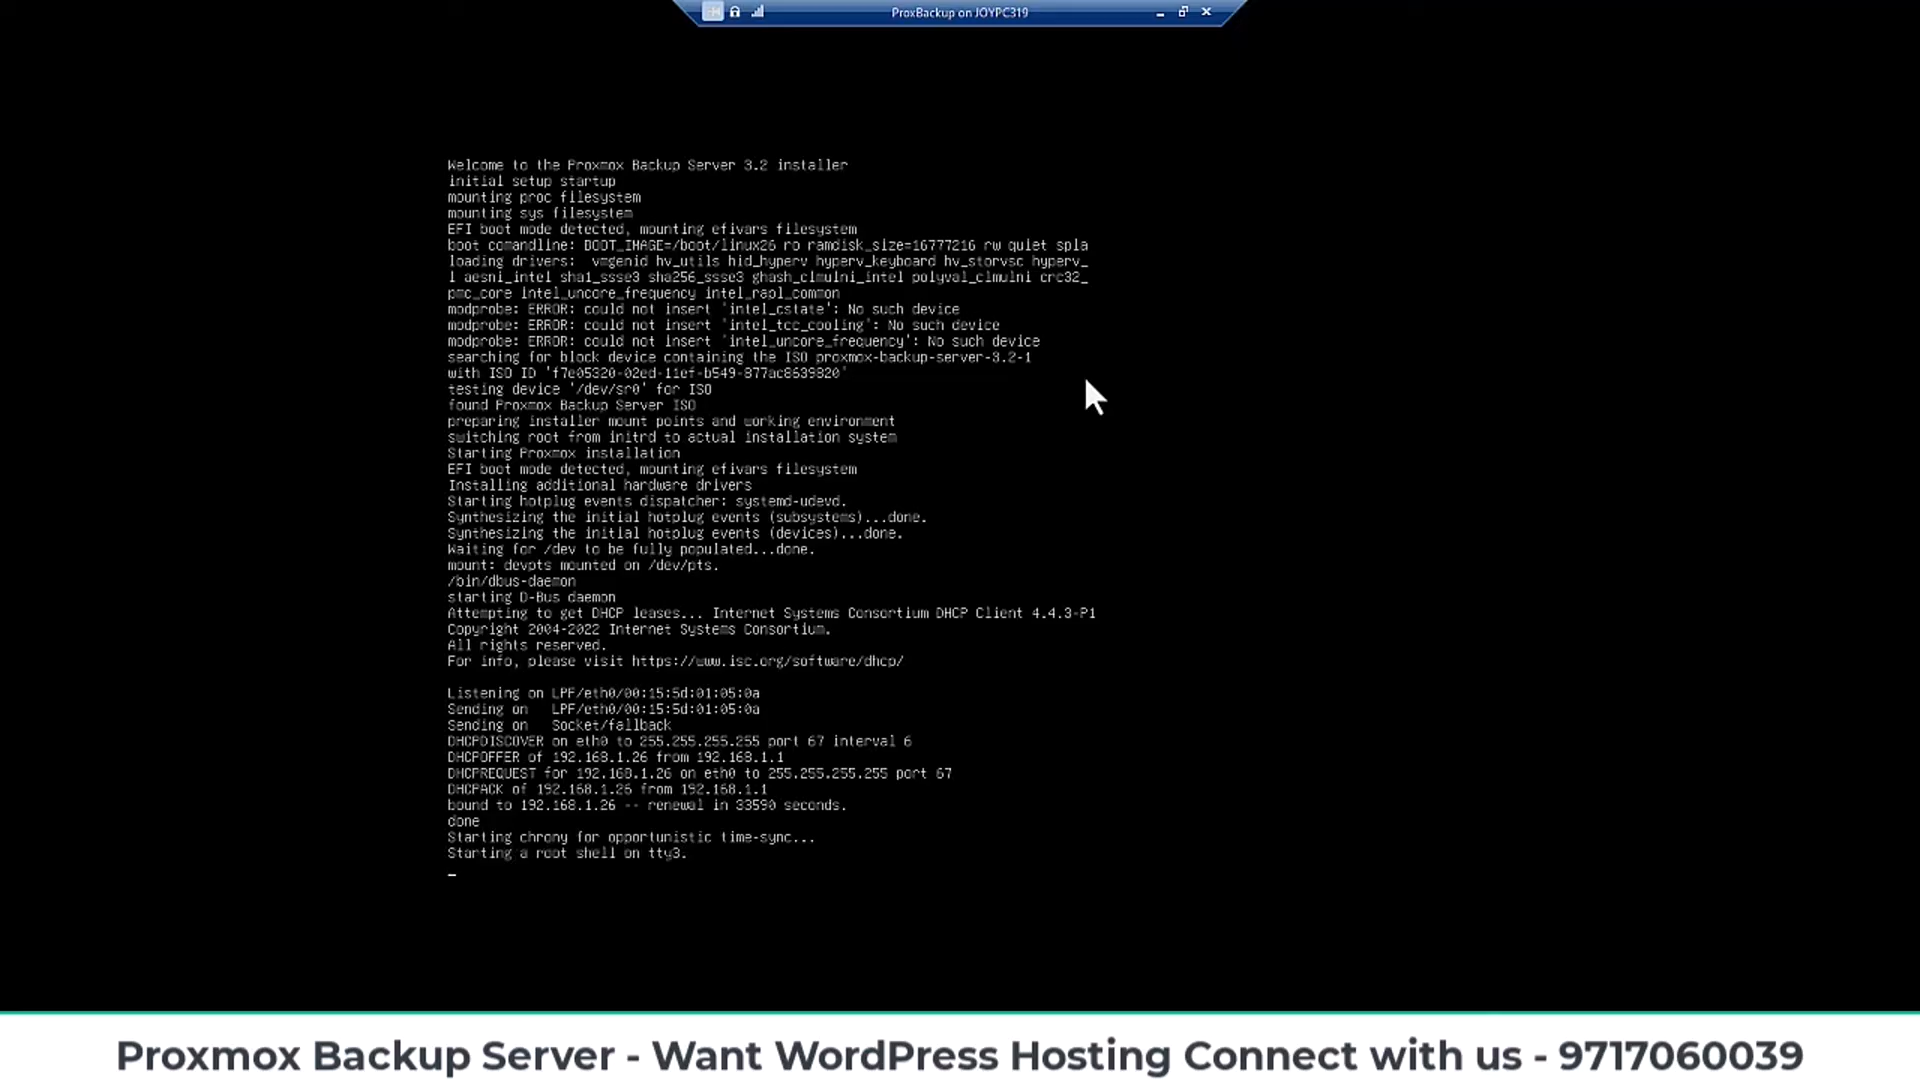 ProxBackup on JOYPC319
Welcome to the Proxmox Backup Server 3.2 installer
initial setup startup
mounting proc filesystem
mounting sys filesystem
EFI boot mode detected, mounting efivars filesystem
boot comandline: BOOT_IMAGE=/boot/linux26 ro ramdisk_size=16777216 rw quiet spla
loading drivers:  vmgenid hv_utils hid_hyperv hyperv_keyboard hv_storvsc hyperv_
l aesni_intel sha1_ssse3 sha256_ssse3 ghash_clmulni_intel polyval_clmulni crc32_
pmc_core intel_uncore_frequency intel_rapl_common
modprobe: ERROR: could not insert 'intel_cstate': No such device
modprobe: ERROR: could not insert 'intel_tcc_cooling': No such device
modprobe: ERROR: could not insert 'intel_uncore_frequency': No such device
searching for block device containing the ISO proxmox-backup-server-3.2-1
with ISO ID 'f7e05320-02ed-11ef-b549-877ac8639820'
testing device '/dev/sr0' for ISO
found Proxmox Backup Server ISO
preparing installer mount points and working environment
switching root from initrd to actual installation system
Starting Proxmox installation
EFI boot mode detected, mounting efivars filesystem
Installing additional hardware drivers
Starting hotplug events dispatcher: systemd-udevd.
Synthesizing the initial hotplug events (subsystems)...done.
Synthesizing the initial hotplug events (devices)...done.
Waiting for /dev to be fully populated...done.
mount: devpts mounted on /dev/pts.
/bin/dbus-daemon
starting D-Bus daemon
Attempting to get DHCP leases... Internet Systems Consortium DHCP Client 4.4.3-P1
Copyright 2004-2022 Internet Systems Consortium.
All rights reserved.
For info, please visit https://www.isc.org/software/dhcp/
Listening on LPF/eth0/00:15:5d:01:05:0a
Sending on   LPF/eth0/00:15:5d:01:05:0a
Sending on   Socket/fallback
DHCPDISCOVER on eth0 to 255.255.255.255 port 67 interval 6
DHCPOFFER of 192.168.1.26 from 192.168.1.1
DHCPREQUEST for 192.168.1.26 on eth0 to 255.255.255.255 port 67
DHCPACK of 192.168.1.26 from 192.168.1.1
bound to 192.168.1.26 -- renewal in 33590 seconds.
done
Starting chrony for opportunistic time-sync...
Starting a root shell on tty3.
Proxmox Backup Server - Want WordPress Hosting Connect with us - 9717060039